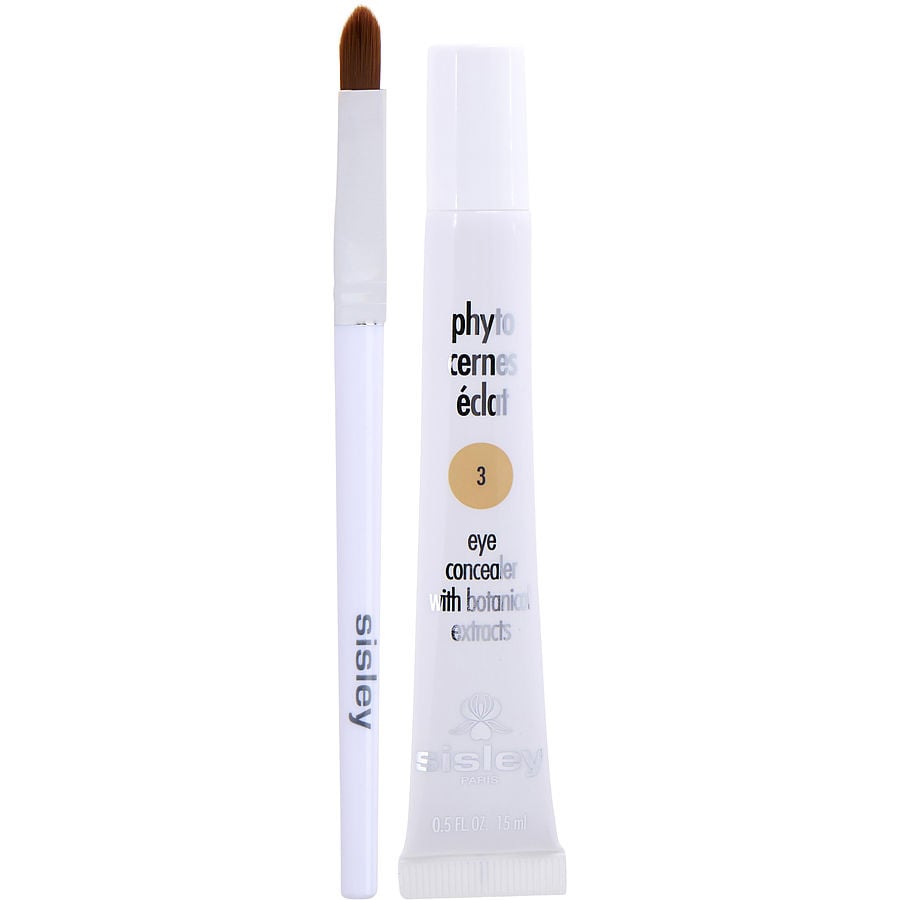 sisley
phyto
cernes
éclat
3
eye
concealer
with botanical
extracts
sisley
PARIS
0.5 FL. OZ. 15 ml